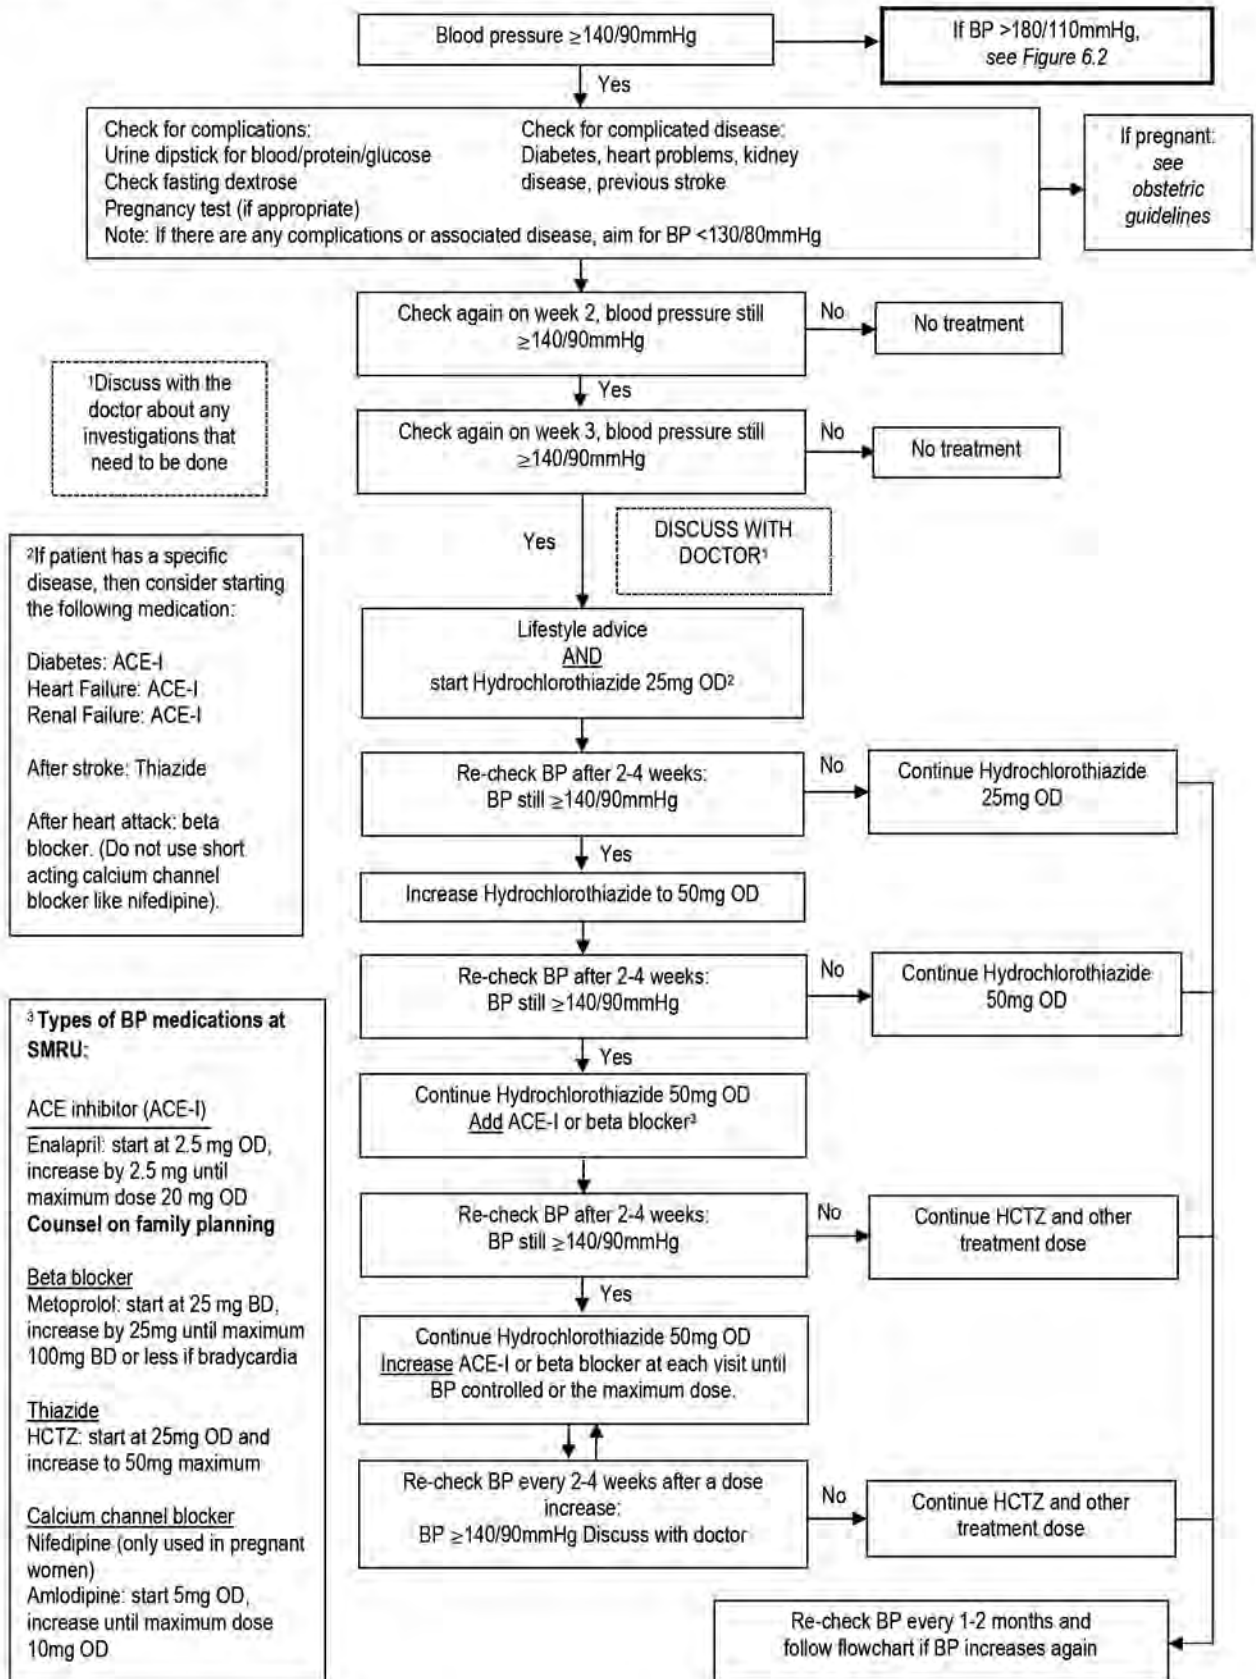 Blood pressure ≥140/90mmHg
If BP >180/110mmHg,
see Figure 6.2
Yes
Check for complications:
Urine dipstick for blood/protein/glucose
Check fasting dextrose
Pregnancy test (if appropriate)
Check for complicated disease:
Diabetes, heart problems, kidney
disease, previous stroke
Note: If there are any complications or associated disease, aim for BP <130/80mmHg
If pregnant:
see
obstetric
guidelines
Check again on week 2, blood pressure still
≥140/90mmHg
No
No treatment
Yes
¹Discuss with the
doctor about any
investigations that
need to be done
Check again on week 3, blood pressure still
≥140/90mmHg
No
No treatment
Yes
DISCUSS WITH
DOCTOR¹
²If patient has a specific
disease, then consider starting
the following medication:
Diabetes: ACE-I
Heart Failure: ACE-I
Renal Failure: ACE-I
After stroke: Thiazide
After heart attack: beta
blocker. (Do not use short
acting calcium channel
blocker like nifedipine).
Lifestyle advice
AND
start Hydrochlorothiazide 25mg OD²
Re-check BP after 2-4 weeks:
BP still ≥140/90mmHg
No
Continue Hydrochlorothiazide
25mg OD
Yes
Increase Hydrochlorothiazide to 50mg OD
Re-check BP after 2-4 weeks:
BP still ≥140/90mmHg
No
Continue Hydrochlorothiazide
50mg OD
Yes
³ Types of BP medications at
SMRU:
ACE inhibitor (ACE-I)
Enalapril: start at 2.5 mg OD,
increase by 2.5 mg until
maximum dose 20 mg OD
Counsel on family planning
Beta blocker
Metoprolol: start at 25 mg BD,
increase by 25mg until maximum
100mg BD or less if bradycardia
Thiazide
HCTZ: start at 25mg OD and
increase to 50mg maximum
Calcium channel blocker
Nifedipine (only used in pregnant
women)
Amlodipine: start 5mg OD,
increase until maximum dose
10mg OD
Continue Hydrochlorothiazide 50mg OD
Add ACE-I or beta blocker³
Re-check BP after 2-4 weeks:
BP still ≥140/90mmHg
No
Continue HCTZ and other
treatment dose
Yes
Continue Hydrochlorothiazide 50mg OD
Increase ACE-I or beta blocker at each visit until
BP controlled or the maximum dose.
Re-check BP every 2-4 weeks after a dose
increase:
BP ≥140/90mmHg Discuss with doctor
No
Continue HCTZ and other
treatment dose
Re-check BP every 1-2 months and
follow flowchart if BP increases again